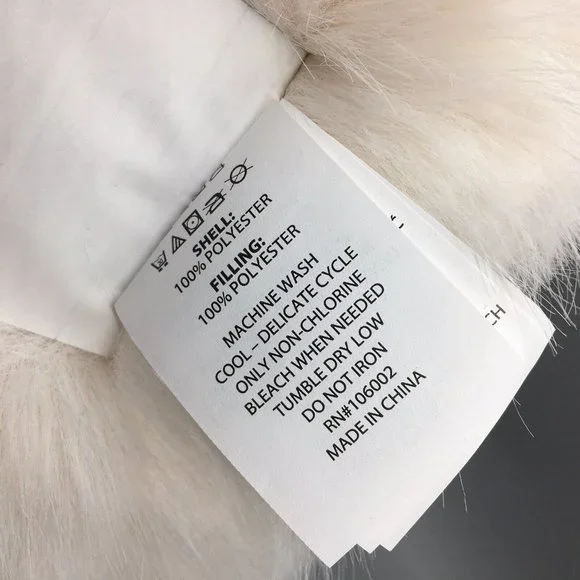 SHELL:
100% POLYESTER
FILLING:
100% POLYESTER
MACHINE WASH
COOL – DELICATE CYCLE
ONLY NON-CHLORINE
BLEACH WHEN NEEDED
TUMBLE DRY LOW
DO NOT IRON
RN#106002
MADE IN CHINA
CH